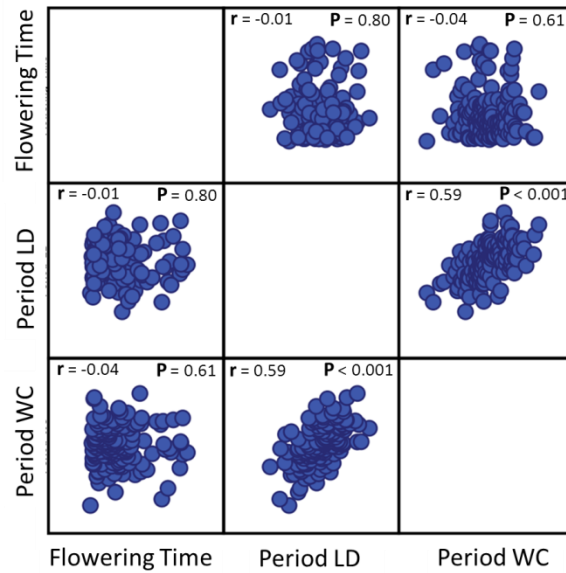 r = -0.01 P = 0.80
r = -0.04 P = 0.61
Flowering Time
r = -0.01 P = 0.80
r = 0.59 P < 0.001
Period LD
r = -0.04 P = 0.61
r = 0.59 P < 0.001
Period WC
Flowering Time
Period LD
Period WC